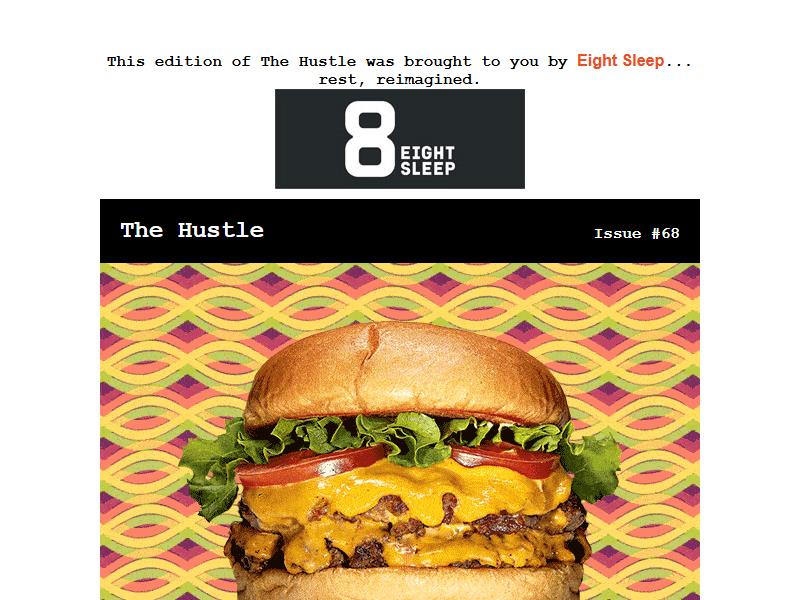 This edition of The Hustle was brought to you by Eight Sleep...
rest, reimagined.
8 EIGHT
SLEEP
The Hustle
Issue #68